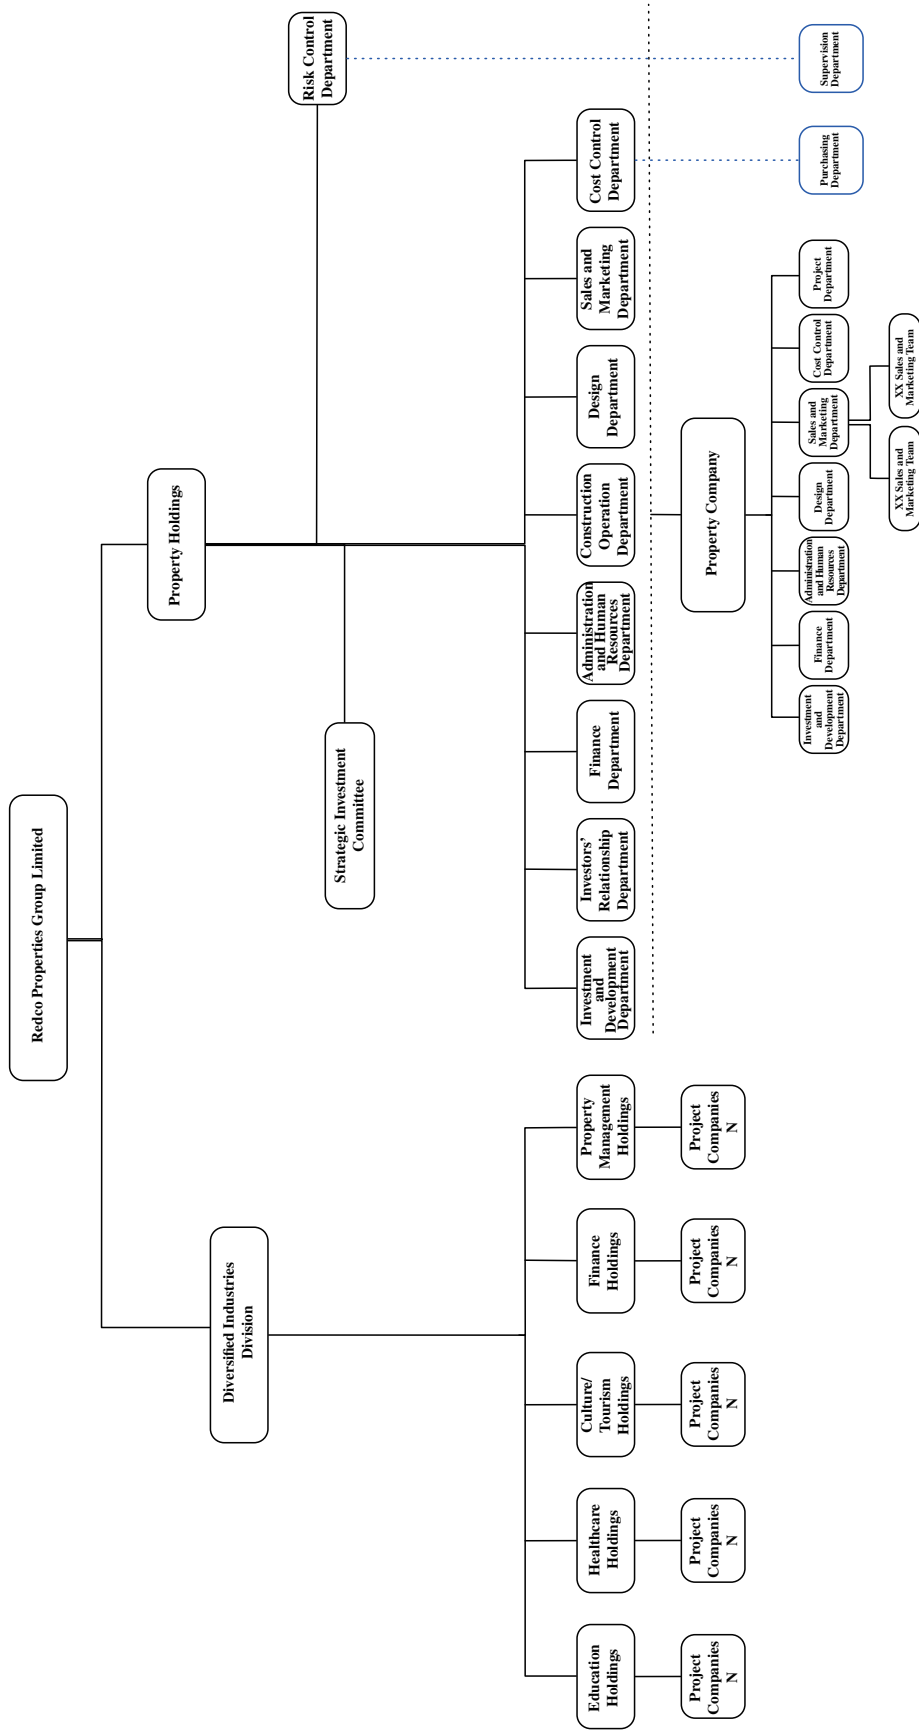 Redco Properties Group Limited
Diversified Industries
Division
Property Holdings
Risk Control
Department
Strategic Investment
Committee
Education
Holdings
Healthcare
Holdings
Culture/
Tourism
Holdings
Finance
Holdings
Property
Management
Holdings
Investment
and
Development
Department
Investors'
Relationship
Department
Finance
Department
Administration
and Human
Resources
Department
Construction
Operation
Department
Design
Department
Sales and
Marketing
Department
Cost Control
Department
Project
Companies
N
Project
Companies
N
Project
Companies
N
Project
Companies
N
Project
Companies
N
Property Company
Investment
and
Development
Department
Finance
Department
Administration
and Human
Resources
Department
Design
Department
Sales and
Marketing
Department
Cost Control
Department
Project
Department
Purchasing
Department
Supervision
Department
XX Sales and
Marketing Team
XX Sales and
Marketing Team